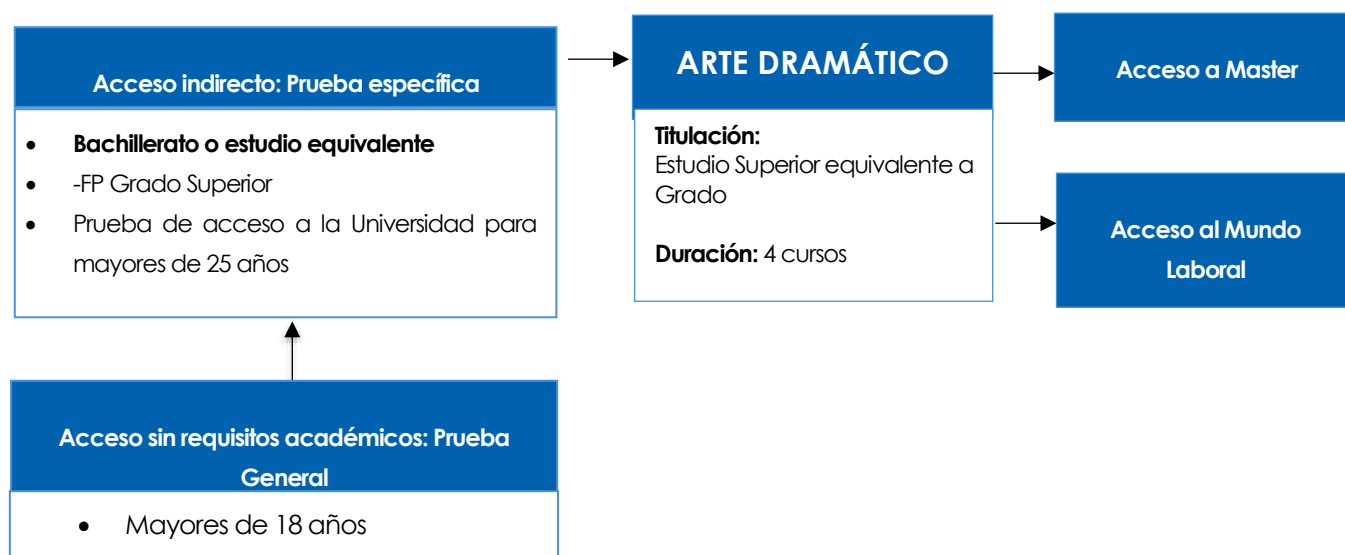 Acceso indirecto: Prueba específica
• Bachillerato o estudio equivalente
• -FP Grado Superior
• Prueba de acceso a la Universidad para
mayores de 25 años
ARTE DRAMÁTICO
Titulación:
Estudio Superior equivalente a
Grado
Duración: 4 cursos
Acceso a Master
Acceso al Mundo
Laboral
Acceso sin requisitos académicos: Prueba
General
• Mayores de 18 años